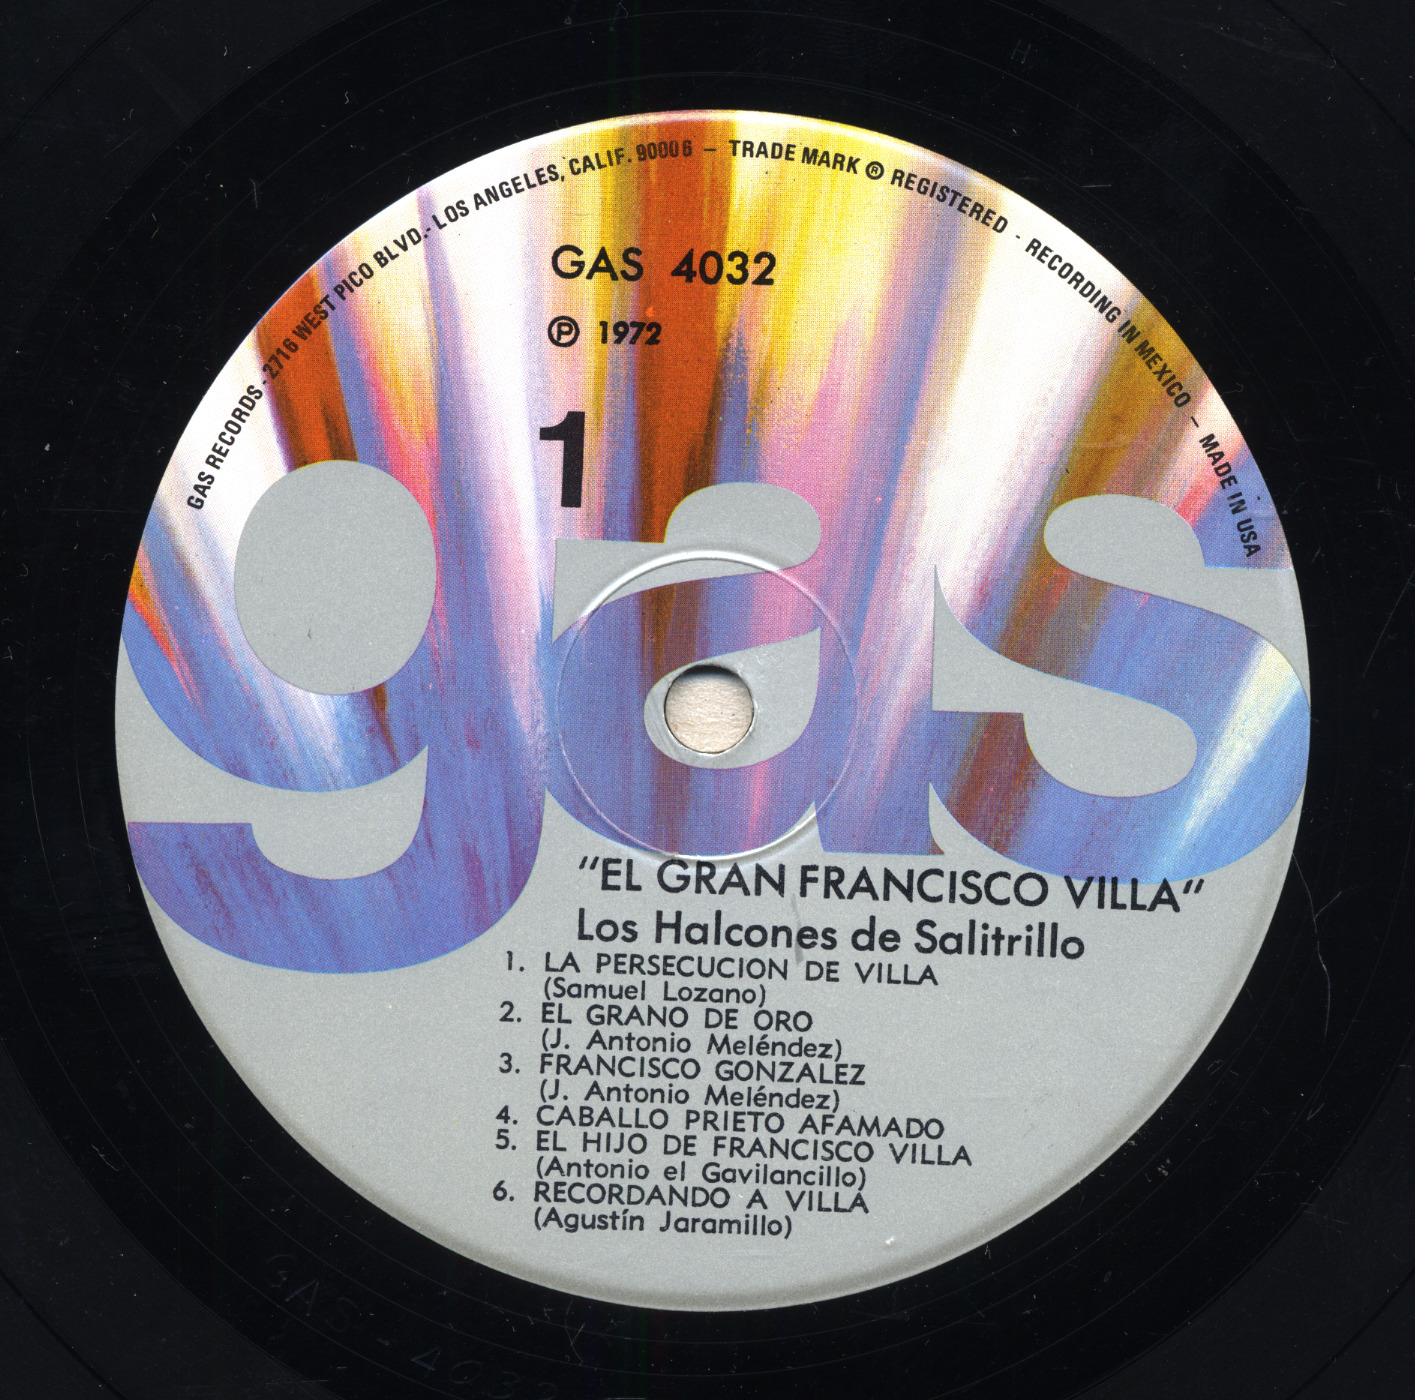 GAS RECORDS - 2716 WEST PICO BLVD.- LOS ANGELES, CALIF. 90006 – TRADE MARK ® REGISTERED - RECORDING IN MEXICO – MADE IN USA
GAS 4032
Ⓟ 1972
1
gas
"EL GRAN FRANCISCO VILLA"
Los Halcones de Salitrillo
1. LA PERSECUCION DE VILLA
(Samuel Lozano)
2. EL GRANO DE ORO
(J. Antonio Meléndez)
3. FRANCISCO GONZALEZ
(J. Antonio Meléndez)
4. CABALLO PRIETO AFAMADO
5. EL HIJO DE FRANCISCO VILLA
(Antonio el Gavilancillo)
6. RECORDANDO A VILLA
(Agustín Jaramillo)
GAS - 4032